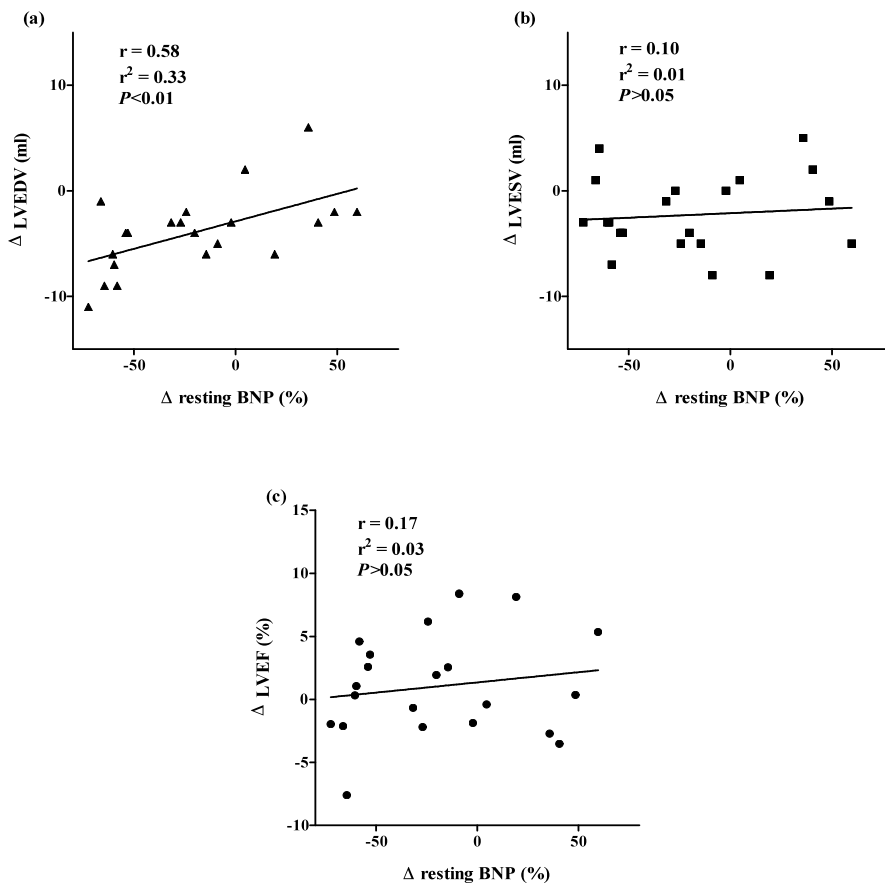 (a)
r = 0.58
r² = 0.33
P<0.01
10
0
-10
Δ LVEDV (ml)
-50
0
50
Δ resting BNP (%)
(b)
r = 0.10
r² = 0.01
P>0.05
10
0
-10
Δ LVESV (ml)
-50
0
50
Δ resting BNP (%)
(c)
r = 0.17
r² = 0.03
P>0.05
15
10
5
0
-5
-10
Δ LVEF (%)
-50
0
50
Δ resting BNP (%)